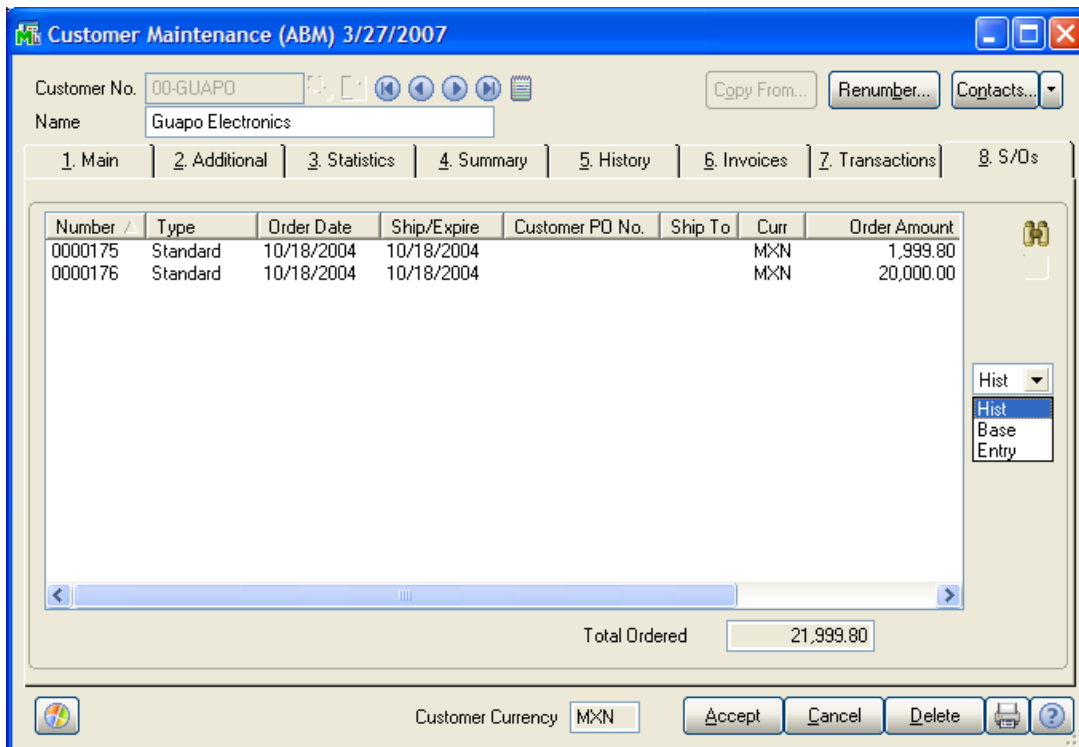 Customer Maintenance (ABM) 3/27/2007
Customer No. 00-GUAPO Copy From... Renumber... Contacts...
Name Guapo Electronics
1. Main 2. Additional 3. Statistics 4. Summary 5. History 6. Invoices 7. Transactions 8. S/Os
Number Type Order Date Ship/Expire Customer PO No. Ship To Curr Order Amount
0000175 Standard 10/18/2004 10/18/2004 MXN 1,999.80
0000176 Standard 10/18/2004 10/18/2004 MXN 20,000.00
Hist
Hist
Base
Entry
Total Ordered 21,999.80
Customer Currency MXN Accept Cancel Delete